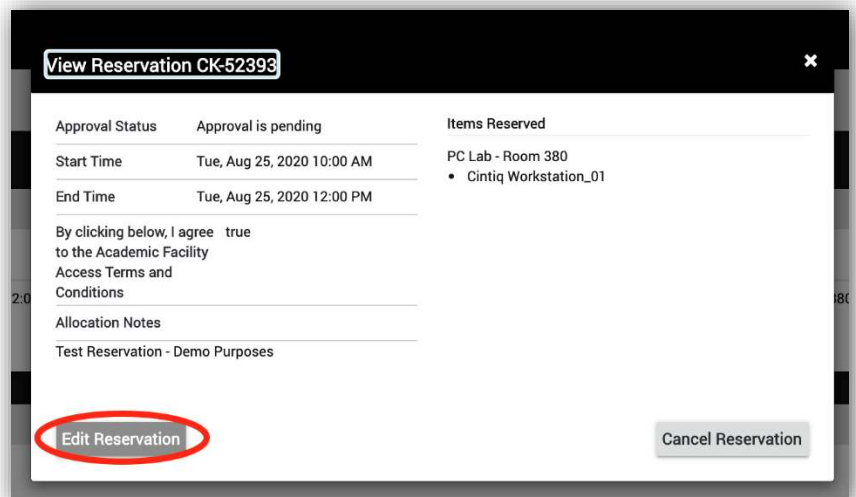 View Reservation CK-52393
×
Approval Status Approval is pending
Start Time Tue, Aug 25, 2020 10:00 AM
End Time Tue, Aug 25, 2020 12:00 PM
By clicking below, I agree true
to the Academic Facility
Access Terms and
Conditions
Allocation Notes
Test Reservation - Demo Purposes
Items Reserved
PC Lab - Room 380
• Cintiq Workstation_01
2:0
380
Edit Reservation
Cancel Reservation